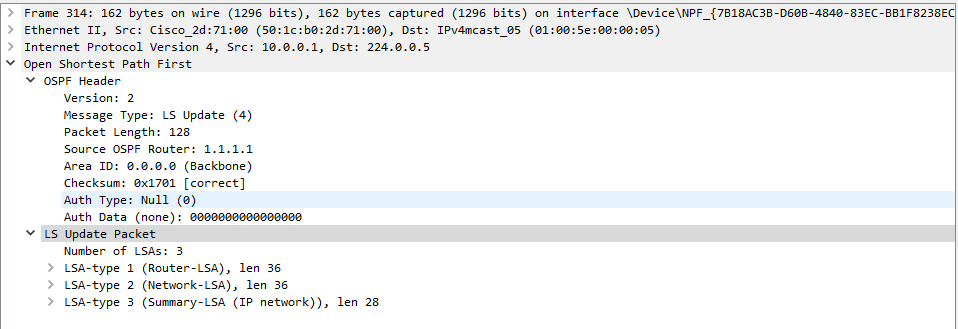 Frame 314: 162 bytes on wire (1296 bits), 162 bytes captured (1296 bits) on interface \Device\NPF_{7B18AC3B-D60B-4840-83EC-BB1F8238EC
Ethernet II, Src: Cisco_2d:71:00 (50:1c:b0:2d:71:00), Dst: IPv4mcast_05 (01:00:5e:00:00:05)
Internet Protocol Version 4, Src: 10.0.0.1, Dst: 224.0.0.5
Open Shortest Path First
OSPF Header
Version: 2
Message Type: LS Update (4)
Packet Length: 128
Source OSPF Router: 1.1.1.1
Area ID: 0.0.0.0 (Backbone)
Checksum: 0x1701 [correct]
Auth Type: Null (0)
Auth Data (none): 0000000000000000
LS Update Packet
Number of LSAs: 3
LSA-type 1 (Router-LSA), len 36
LSA-type 2 (Network-LSA), len 36
LSA-type 3 (Summary-LSA (IP network)), len 28